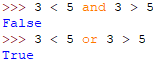 >>> 3 < 5 and 3 > 5
False
>>> 3 < 5 or 3 > 5
True